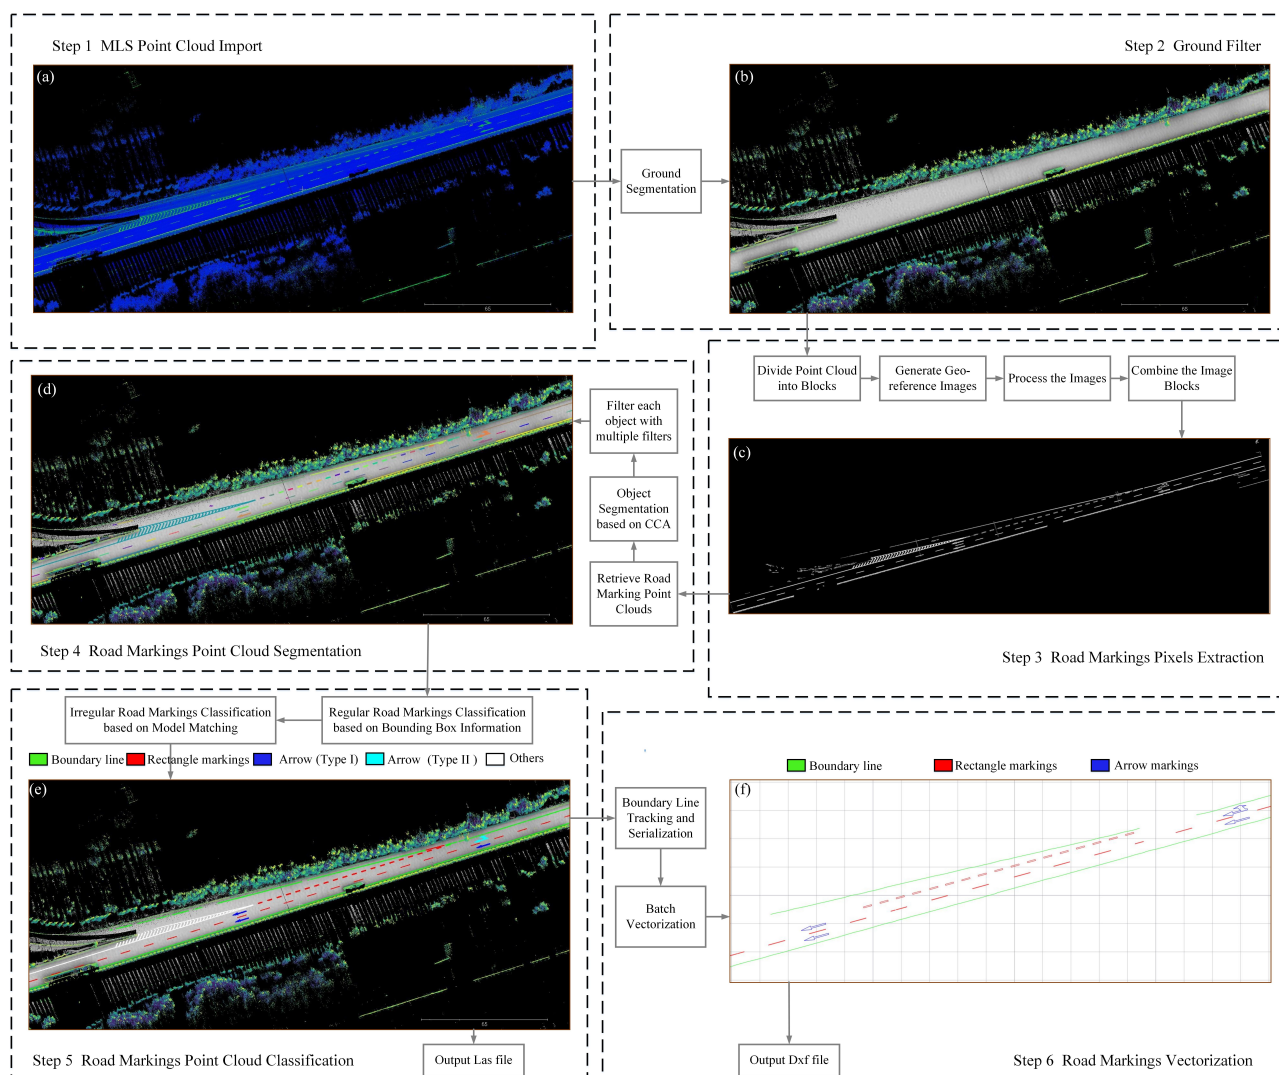 Step 1 MLS Point Cloud Import
(a)
65
Ground
Segmentation
Step 2 Ground Filter
(b)
65
Divide Point Cloud
into Blocks
Generate Geo-
reference Images
Process the Images
Combine the Image
Blocks
(c)
Step 3 Road Markings Pixels Extraction
Retrieve Road
Marking Point
Clouds
Object
Segmentation
based on CCA
Filter each
object with
multiple filters
(d)
65
Step 4 Road Markings Point Cloud Segmentation
Regular Road Markings Classification
based on Bounding Box Information
Irregular Road Markings Classification
based on Model Matching
Boundary line
Rectangle markings
Arrow (Type I)
Arrow (Type II )
Others
(e)
65
Step 5 Road Markings Point Cloud Classification
Output Las file
Boundary Line
Tracking and
Serialization
Batch
Vectorization
Boundary line
Rectangle markings
Arrow markings
(f)
Output Dxf file
Step 6 Road Markings Vectorization